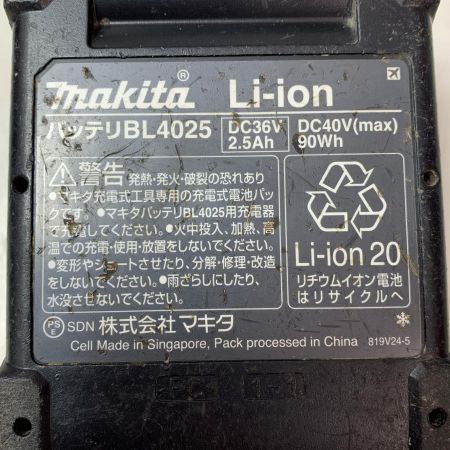 makita® Li-ion
バッテリBL4025 DC36V 2.5Ah DC40V(max) 90Wh
⚠警告 発熱・発火・破裂の恐れあり
●マキタ充電式工具専用の充電式電池パッ
クです。●マキタバッテリBL4025用充電器
で充電してください。●火中投入、加熱、高
温での充電・使用・放置をしないでください。
●変形やショートさせたり、分解・修理・改造
をしないでください。●雨ざらしにしたり、
水没させないでください。
Li-ion 20
リチウムイオン電池
はリサイクルへ
PSE SDN 株式会社マキタ
Cell Made in Singapore, Pack processed in China 819V24-5